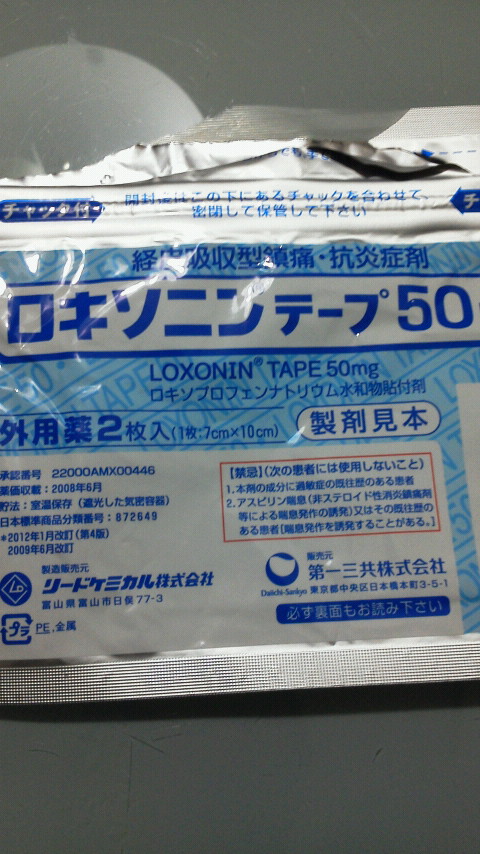 チャック付
開封後はこの下にあるチャックを合わせて、
密閉して保管して下さい
チ
経皮吸収型鎮痛・抗炎症剤
ロキソニンテープ50
LOXONIN® TAPE 50mg
ロキソプロフェンナトリウム水和物貼付剤
外用薬2枚入(1枚:7cm×10cm)
製剤見本
承認番号 22000AMX00446
薬価収載:2008年6月
貯法:室温保存(遮光した気密容器)
日本標準商品分類番号:872649
*2012年1月改訂(第4版)
2009年6月改訂
【禁忌】(次の患者には使用しないこと)
1.本剤の成分に過敏症の既往歴のある患者
2.アスピリン喘息(非ステロイド性消炎鎮痛剤
等による喘息発作の誘発)又はその既往歴の
ある患者[喘息発作を誘発することがある。]
製造販売元
リードケミカル株式会社
富山県富山市日俣77-3
販売元
第一三共株式会社
Daiichi-Sankyo 東京都中央区日本橋本町3-5-1
必ず裏面もお読み下さい
プラ PE,金属